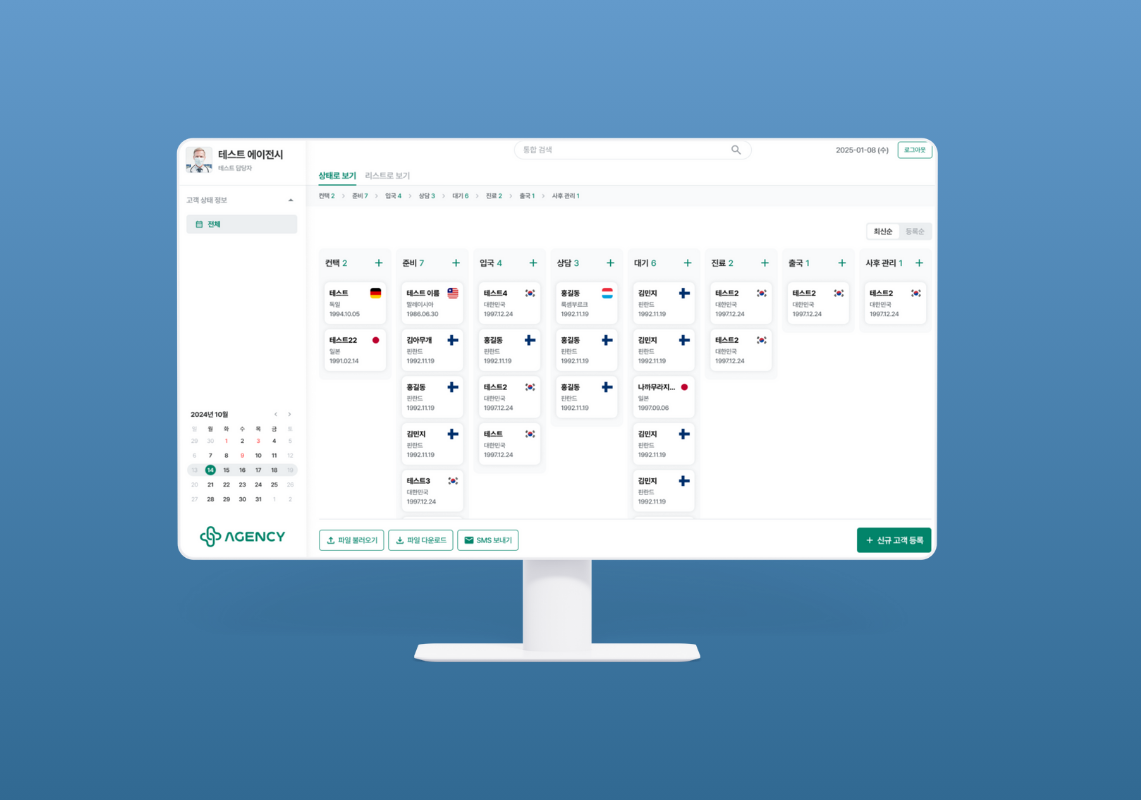 테스트 에이전시
테스트 담당자
통합 검색
2025-01-08 (수)
로그아웃
상태로 보기
리스트로 보기
고객 상태 정보
전체
컨택 2 > 준비 7 > 입국 4 > 상담 3 > 대기 6 > 진료 2 > 출국 1 > 사후 관리 1
최신순
등록순
컨택 2 +
테스트
독일
1994.10.05
테스트22
일본
1991.02.14
준비 7 +
테스트 이름
말레이시아
1986.06.30
김아무개
핀란드
1992.11.19
홍길동
핀란드
1992.11.19
김민지
핀란드
1992.11.19
테스트3
대한민국
1997.12.24
입국 4 +
테스트4
대한민국
1997.12.24
홍길동
핀란드
1992.11.19
테스트2
대한민국
1997.12.24
테스트
대한민국
1997.12.24
상담 3 +
홍길동
룩셈부르크
1992.11.19
홍길동
핀란드
1992.11.19
홍길동
핀란드
1992.11.19
대기 6 +
김민지
핀란드
1992.11.19
김민지
핀란드
1992.11.19
나까무라지...
일본
1997.09.06
김민지
핀란드
1992.11.19
김민지
핀란드
1992.11.19
진료 2 +
테스트2
대한민국
1997.12.24
테스트2
대한민국
1997.12.24
출국 1 +
테스트2
대한민국
1997.12.24
사후 관리 1 +
테스트2
대한민국
1997.12.24
2024년 10월 < >
일 월 화 수 목 금 토
29 30 1 2 3 4 5
6 7 8 9 10 11 12
13 14 15 16 17 18 19
20 21 22 23 24 25 26
27 28 29 30 31 1 2
AGENCY
파일 불러오기
파일 다운로드
SMS 보내기
+ 신규 고객 등록